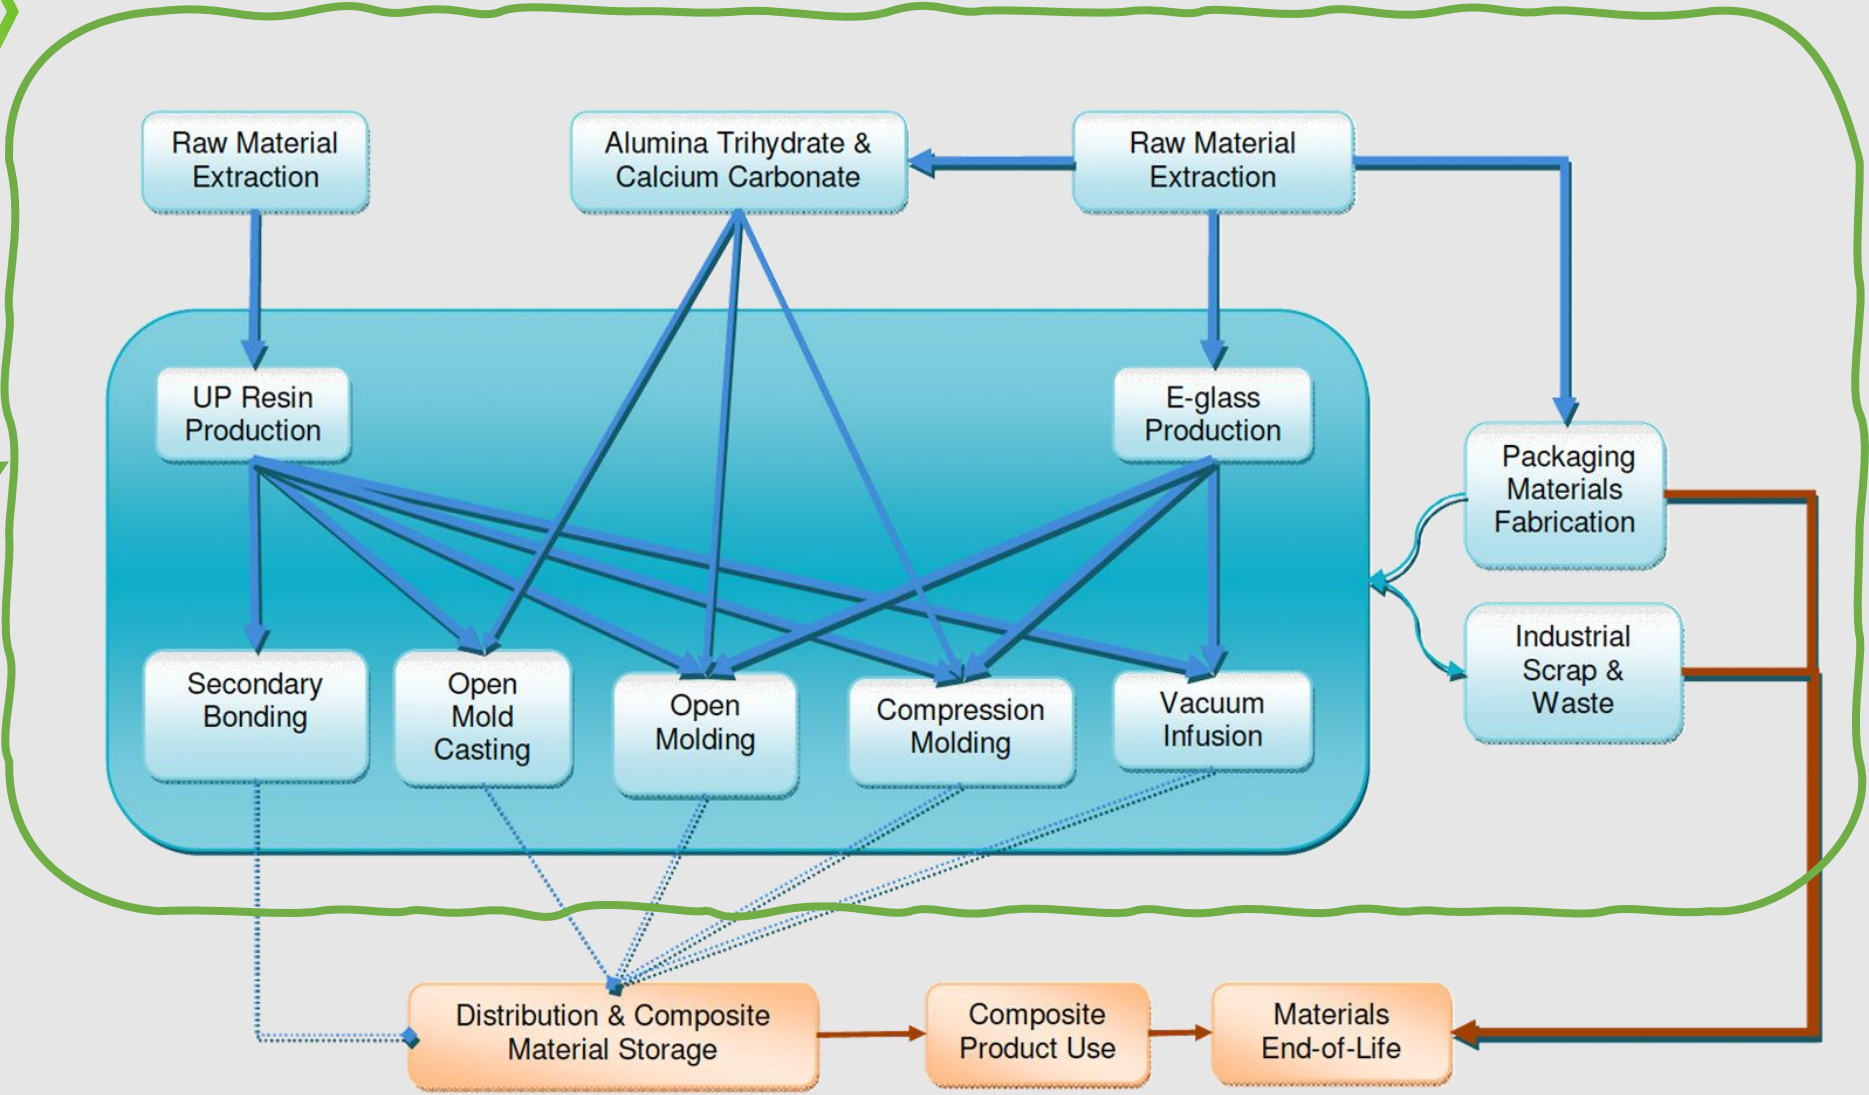 Raw Material
Extraction
Alumina Trihydrate &
Calcium Carbonate
Raw Material
Extraction
UP Resin
Production
E-glass
Production
Packaging
Materials
Fabrication
Industrial
Scrap &
Waste
Secondary
Bonding
Open
Mold
Casting
Open
Molding
Compression
Molding
Vacuum
Infusion
Distribution & Composite
Material Storage
Composite
Product Use
Materials
End-of-Life